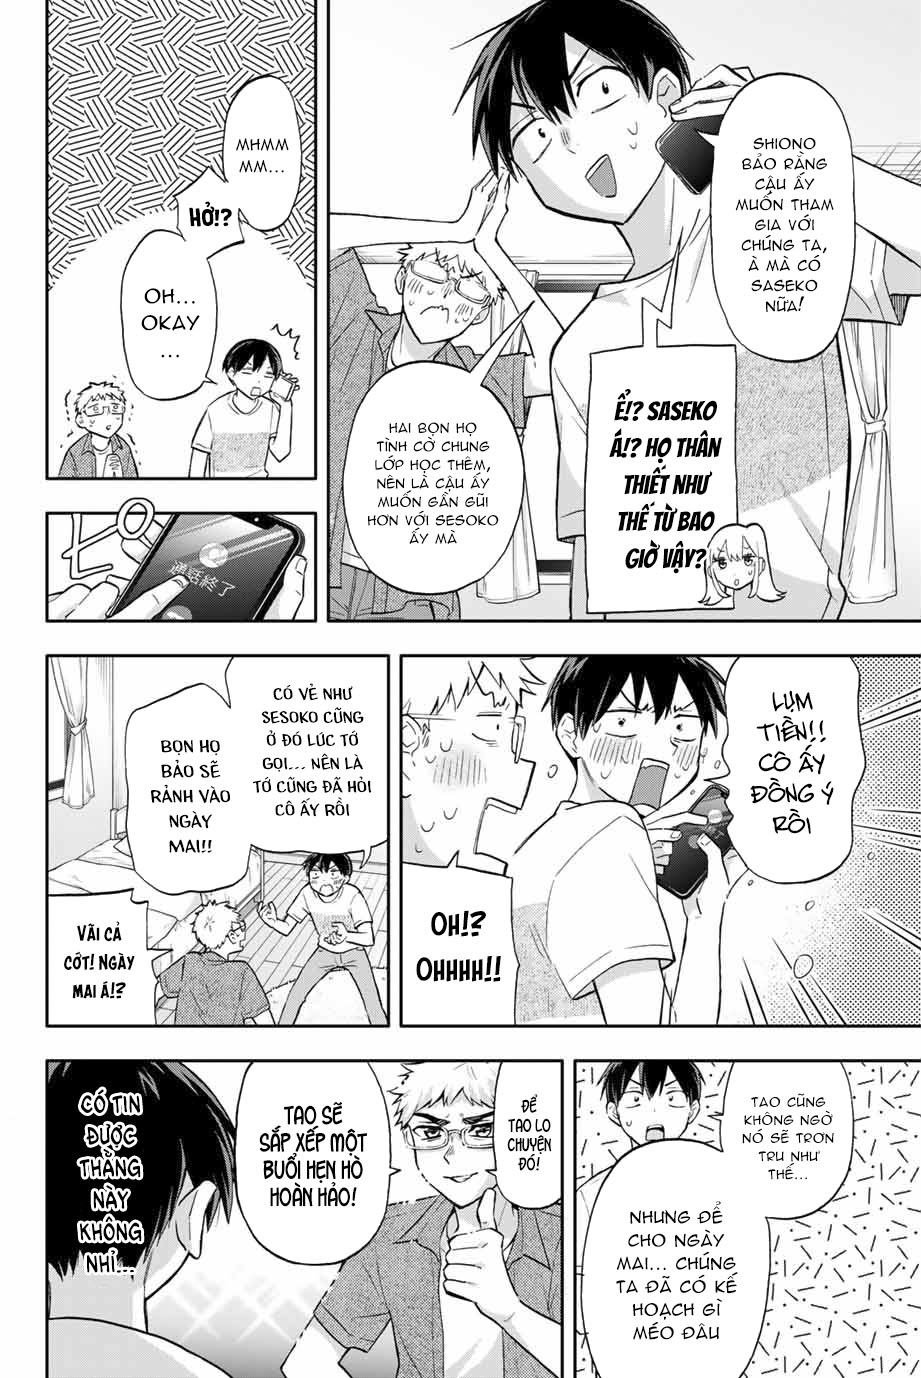 SHIONO
BẢO RẰNG
CẬU ẤY
MUỐN THAM
GIA VỚI
CHÚNG TA,
À MÀ CÓ
SASEKO
NỮA!
Ể!? SASEKO
Á!? HỌ THÂN
THIẾT NHƯ
THẾ TỪ BAO
GIỜ VẬY?
HAI BỌN HỌ
TÌNH CỜ CHUNG
LỚP HỌC THÊM,
NÊN LÀ CẬU ẤY
MUỐN GẦN GŨI
HƠN VỚI SESOKO
ẤY MÀ
MHMM
MM...
HỞ!?
OH...
OKAY
...
ピッ
通話終了
LỤM
TIỀN!!
CÔ ẤY
ĐỒNG Ý
RỒI
OH!?
OHHHH!!
CÓ VẺ NHƯ
SESOKO CŨNG
Ở ĐÓ LÚC TỚ
GỌI... NÊN LÀ
TỚ CŨNG ĐÃ HỎI
CÔ ẤY RỒI
BỌN HỌ
BẢO SẼ
RẢNH VÀO
NGÀY
MAI!!
VÃI CẢ
CỚT! NGÀY
MAI Á!?
TAO CŨNG
KHÔNG NGỜ
NÓ SẼ TRƠN
TRU NHƯ
THẾ...
NHƯNG ĐỂ
CHO NGÀY
MAI... CHÚNG
TA ĐÃ CÓ KẾ
HOẠCH GÌ
MÉO ĐÂU
ĐỂ
TAO LO
CHUYỆN
ĐÓ!
TAO SẼ
SẮP XẾP MỘT
BUỔI HẸN HÒ
HOÀN HẢO!
CÓ TIN
ĐƯỢC
THẰNG
NÀY
KHÔNG
NHỈ...